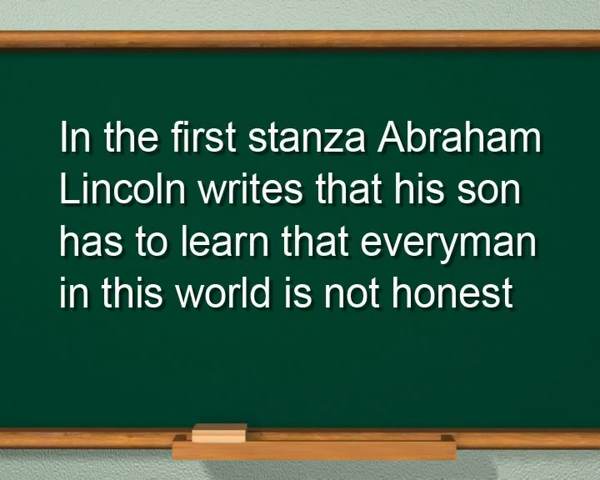 In the first stanza Abraham
Lincoln writes that his son
has to learn that everyman
in this world is not honest